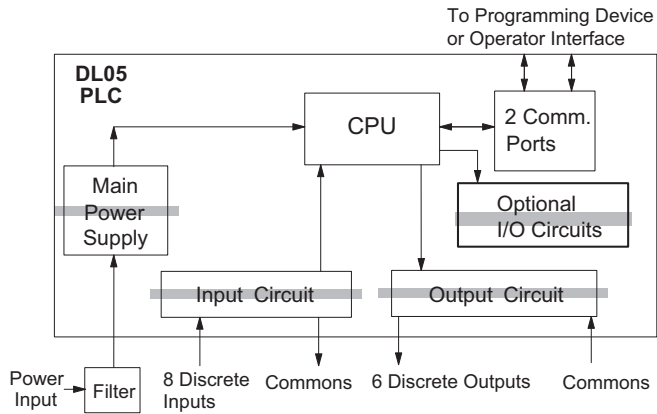 To Programming Device
or Operator Interface
DL05
PLC
CPU
2 Comm.
Ports
Main
Power
Supply
Optional
I/O Circuits
Input Circuit
Output Circuit
Power
Input
Filter
8 Discrete
Inputs
Commons
6 Discrete Outputs
Commons